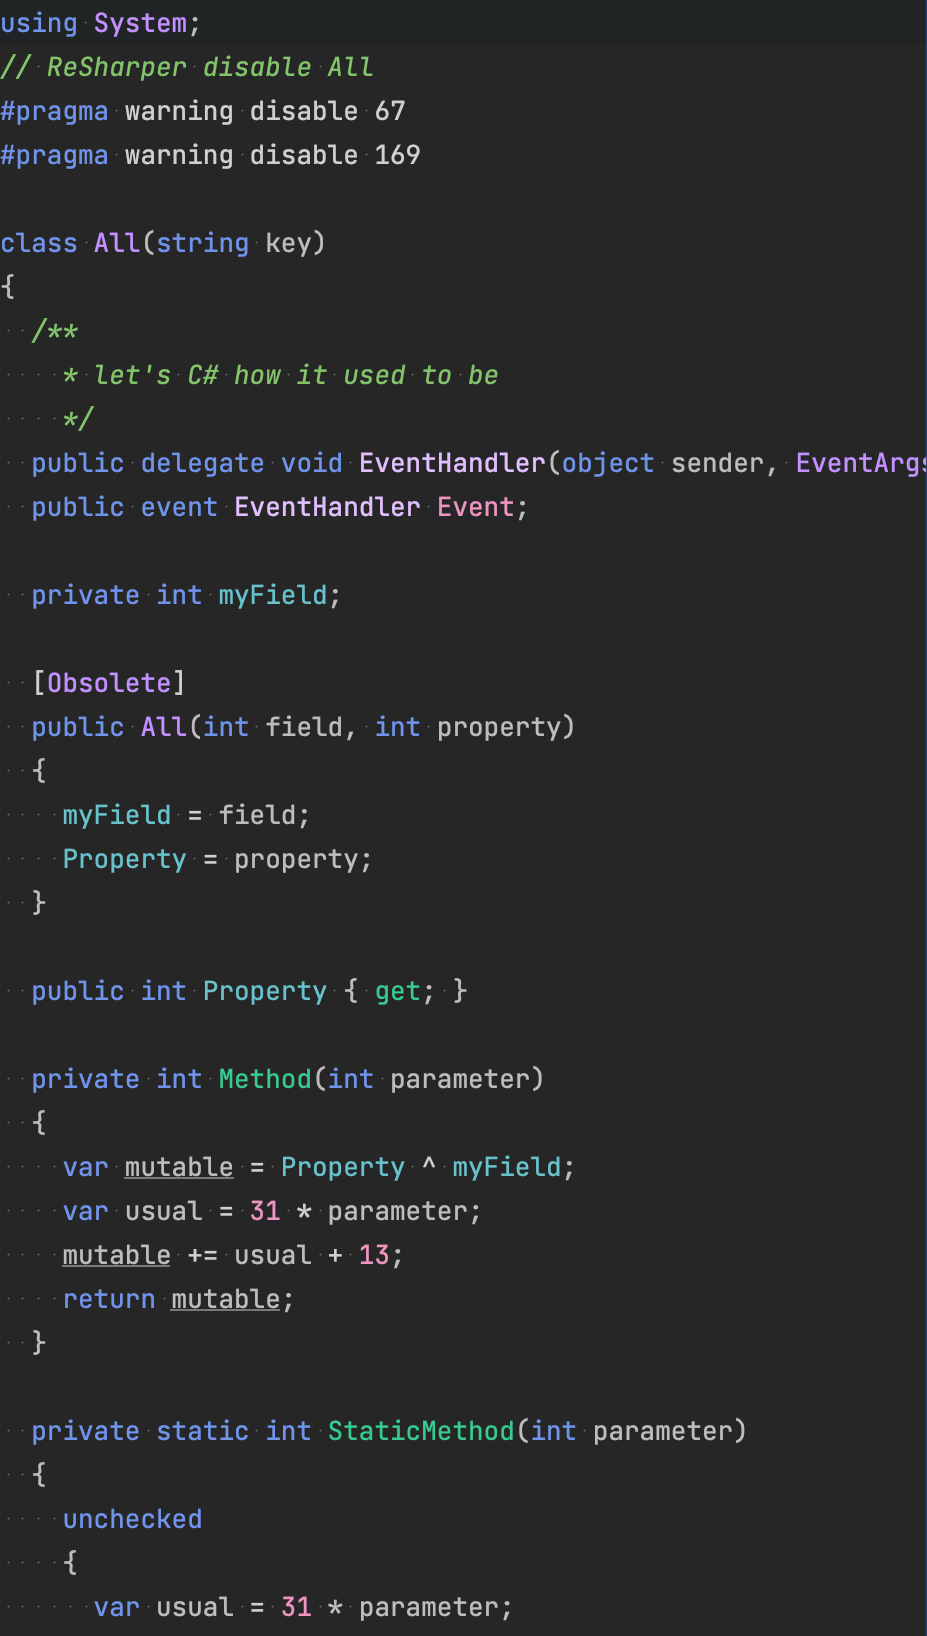 using System;
// ReSharper disable All
#pragma warning disable 67
#pragma warning disable 169

class All(string key)
{
  /**
    * let's C# how it used to be
    */
  public delegate void EventHandler(object sender, EventArgs
  public event EventHandler Event;

  private int myField;

  [Obsolete]
  public All(int field, int property)
  {
    myField = field;
    Property = property;
  }

  public int Property { get; }

  private int Method(int parameter)
  {
    var mutable = Property ^ myField;
    var usual = 31 * parameter;
    mutable += usual + 13;
    return mutable;
  }

  private static int StaticMethod(int parameter)
  {
    unchecked
    {
      var usual = 31 * parameter;